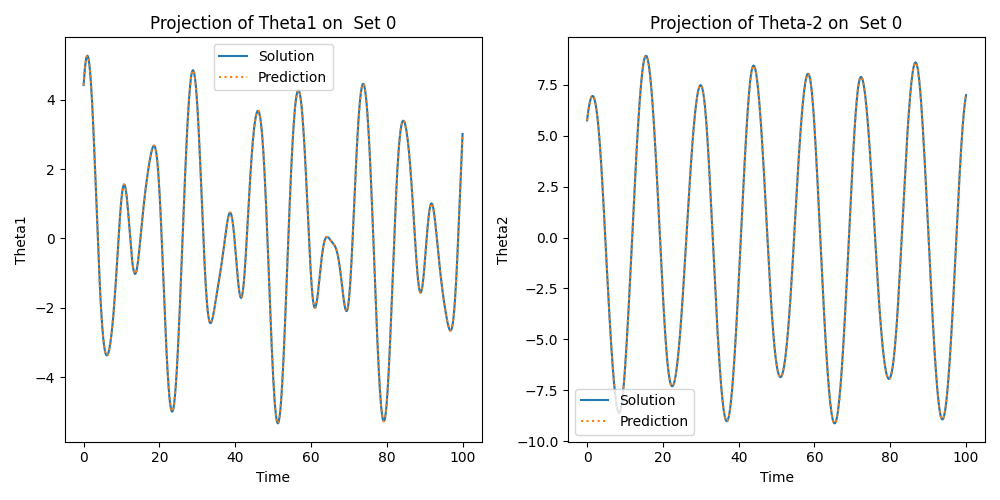 Projection of Theta1 on  Set 0
Solution
Prediction
4
2
0
−2
−4
Theta1
0
20
40
60
80
100
Time
Projection of Theta-2 on  Set 0
7.5
5.0
2.5
0.0
−2.5
−5.0
−7.5
−10.0
Theta2
Solution
Prediction
0
20
40
60
80
100
Time